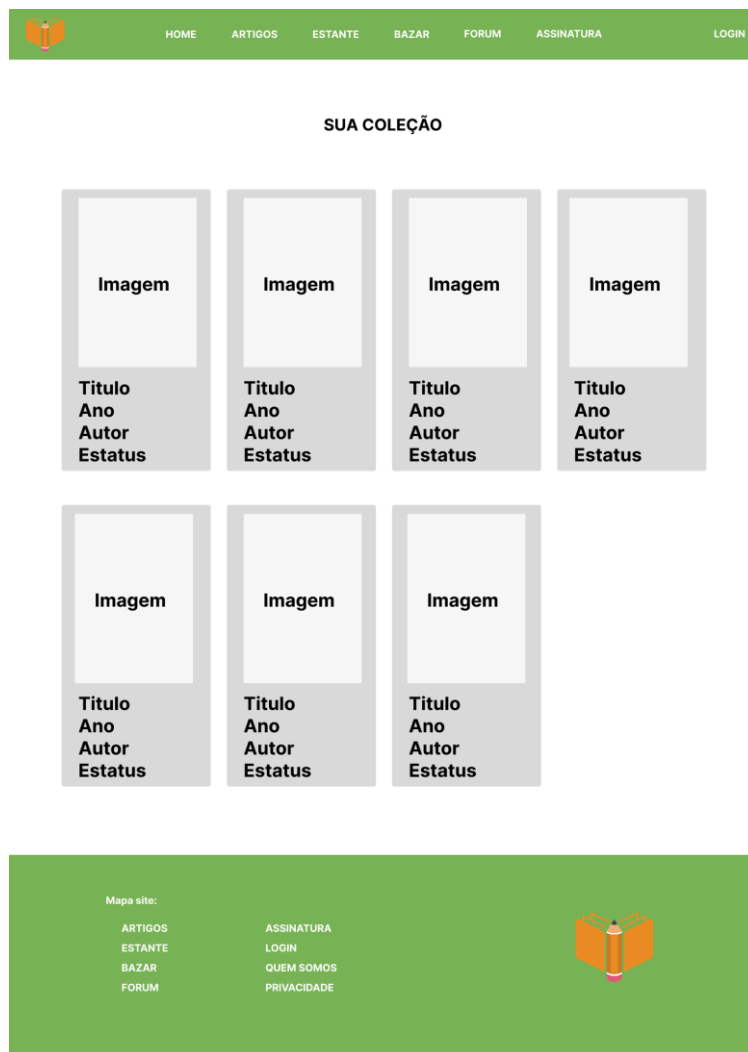 HOME ARTIGOS ESTANTE BAZAR FORUM ASSINATURA LOGIN
SUA COLEÇÃO
Imagem Imagem Imagem Imagem
Titulo Titulo Titulo Titulo
Ano Ano Ano Ano
Autor Autor Autor Autor
Estatus Estatus Estatus Estatus
Imagem Imagem Imagem
Titulo Titulo Titulo
Ano Ano Ano
Autor Autor Autor
Estatus Estatus Estatus
Mapa site:
ARTIGOS ASSINATURA
ESTANTE LOGIN
BAZAR QUEM SOMOS
FORUM PRIVACIDADE